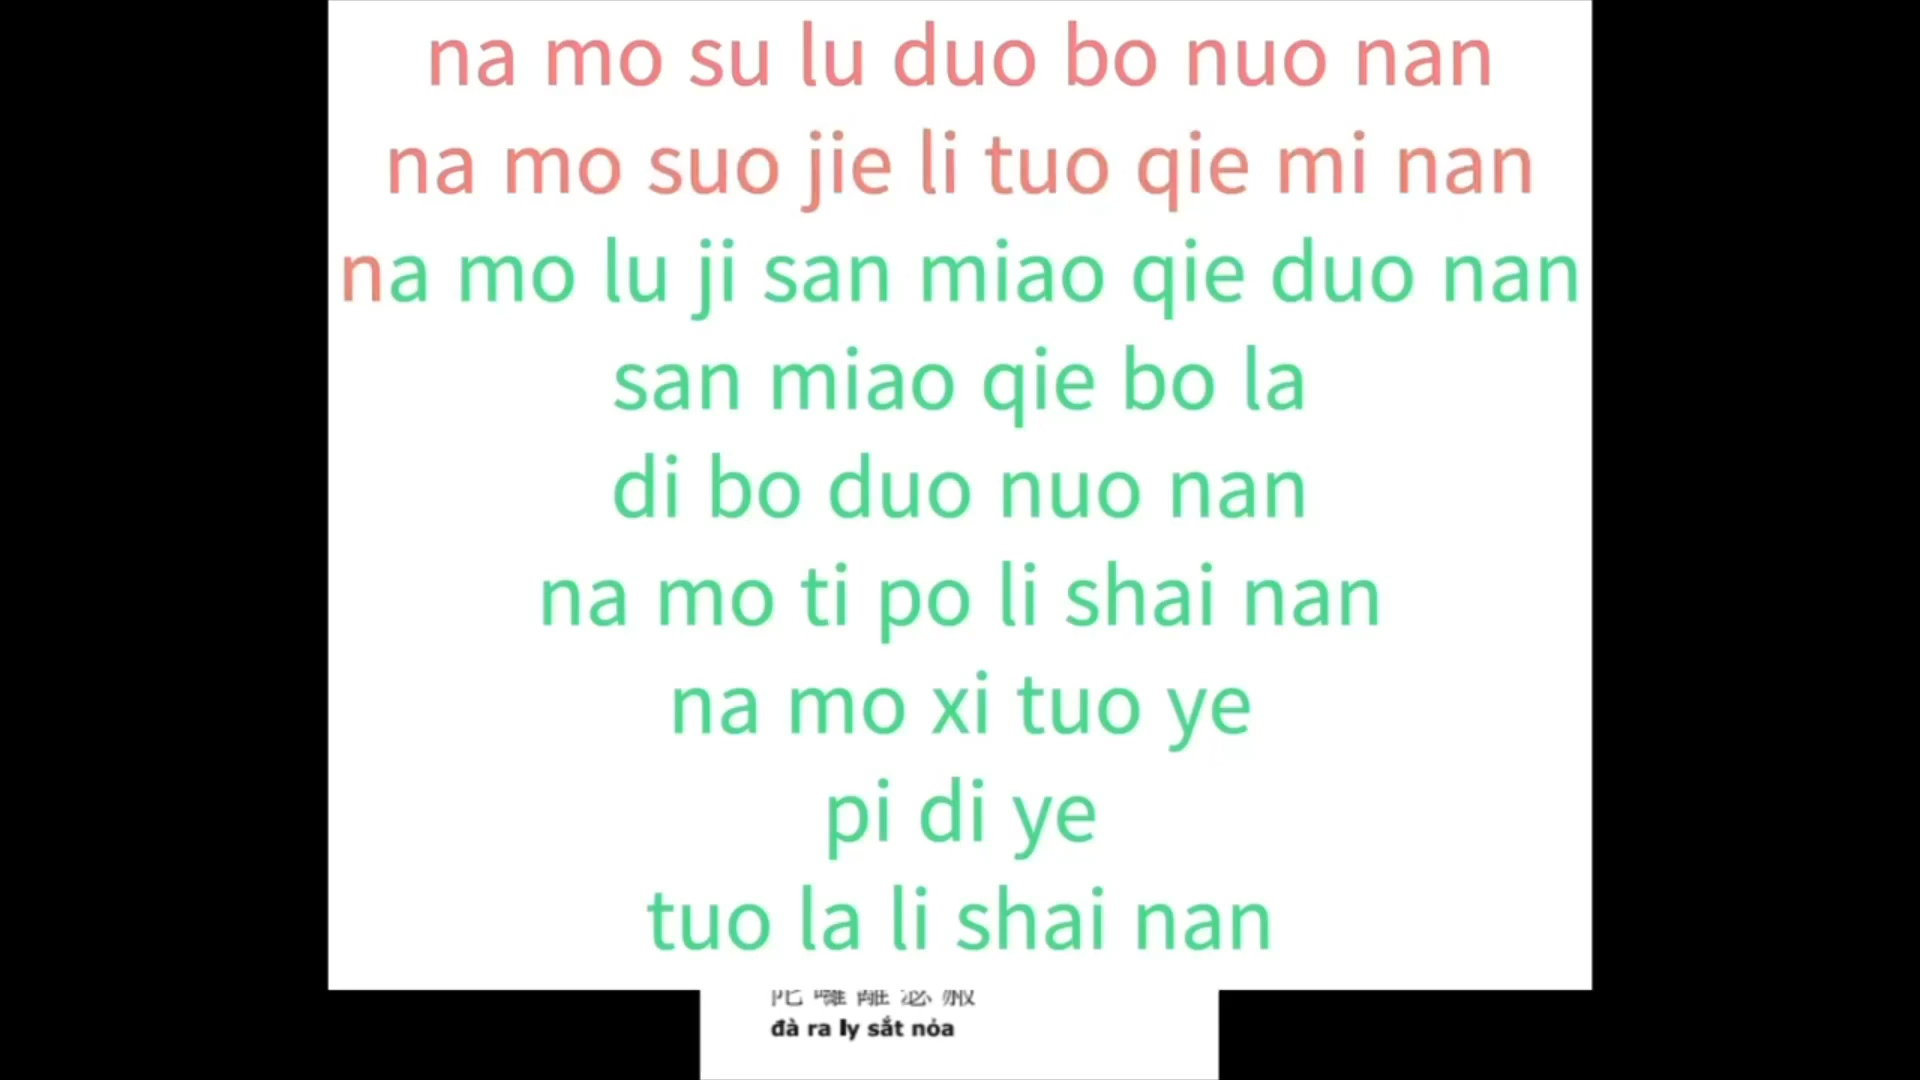 na mo su lu duo bo nuo nan
na mo suo jie li tuo qie mi nan
na mo lu ji san miao qie duo nan
san miao qie bo la
di bo duo nuo nan
na mo ti po li shai nan
na mo xi tuo ye
pi di ye
tuo la li shai nan
đà ra ly sắt nỏa